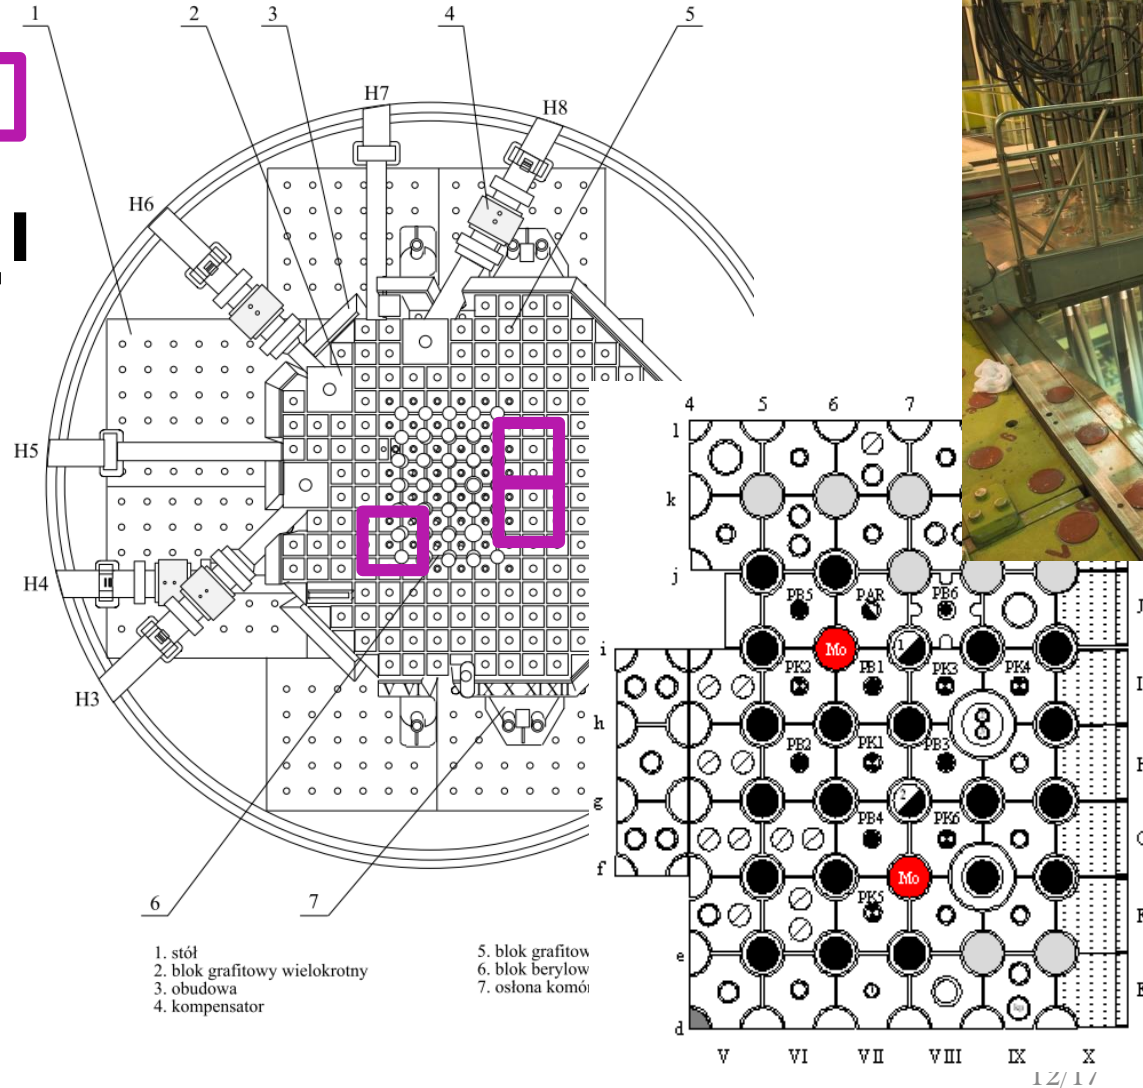 1
2
3
4
5
H7
H8
H6
H5
H4
H3
V VI IX X XI XII
6
7
1. stół
2. blok grafitowy wielokrotny
3. obudowa
4. kompensator
5. blok grafitow
6. blok berylow
7. osłona komó
4 5 6 7
l
k
j
PB5 PAR PB6
i
Mo 1
PK2 PB1 PK3 PK4
h
PB2 PK1 PB3
g
2
PB4 PK6
f
Mo
PK5
e
d
V VI VII VIII IX X
12/17